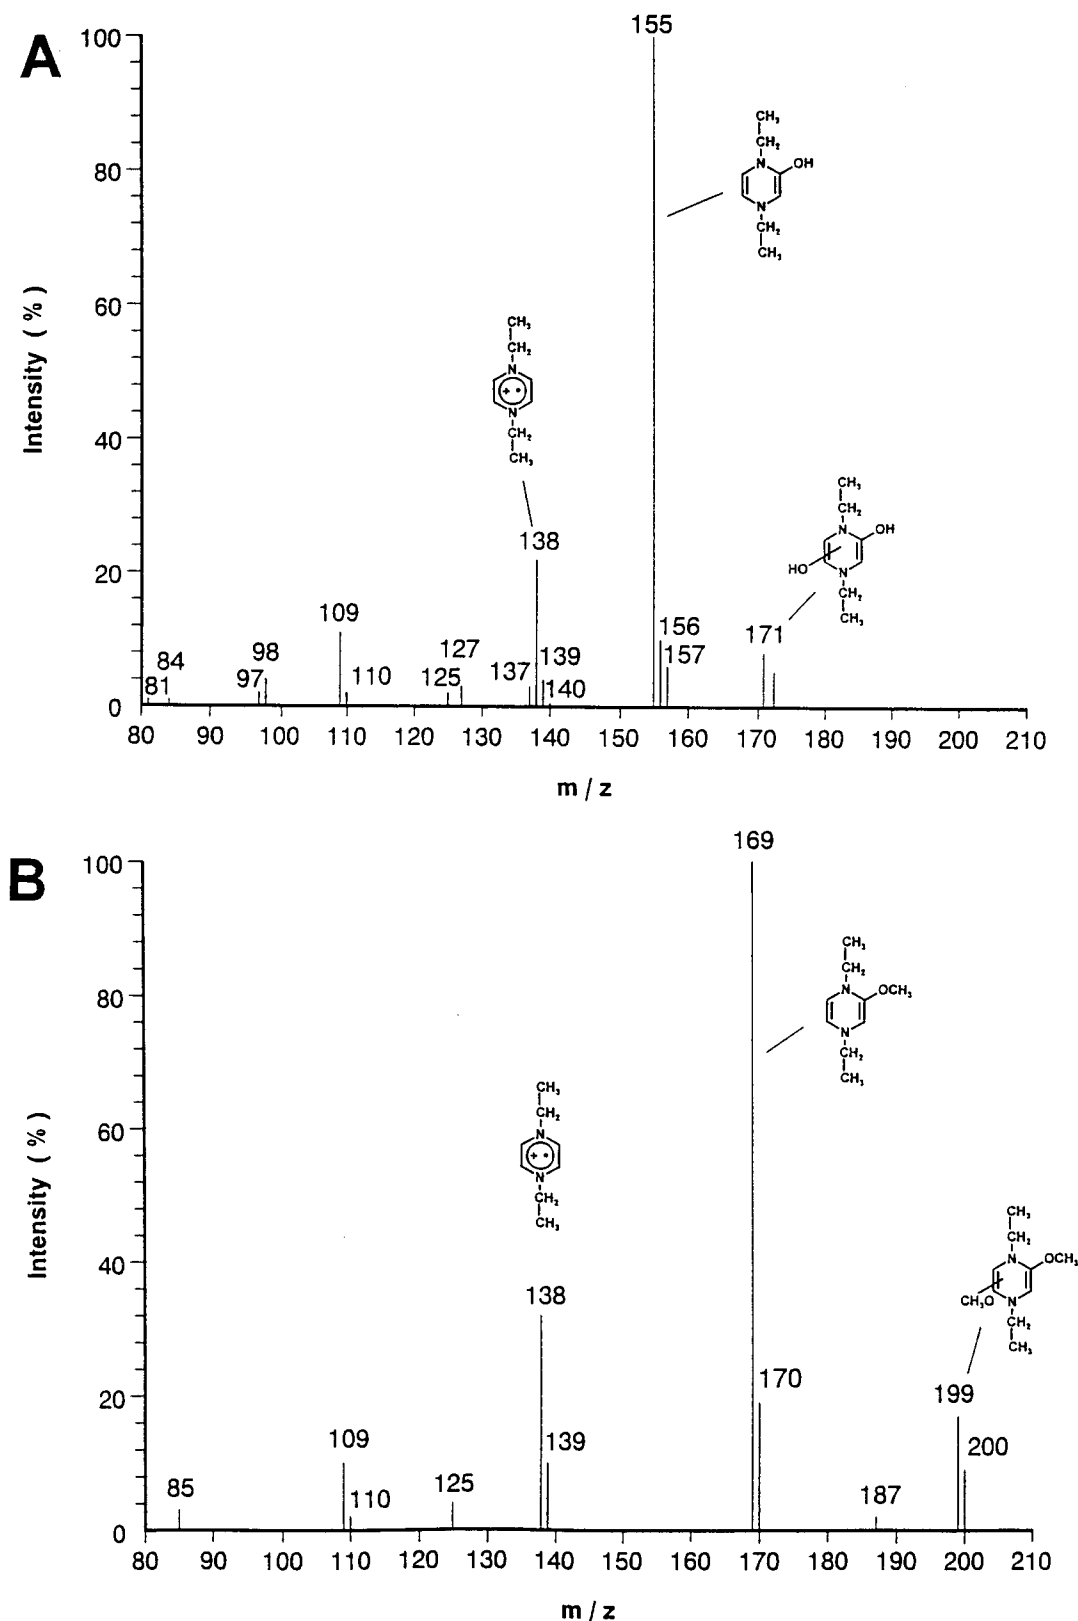 A
100
80
60
40
20
0
Intensity ( % )
155
CH₃
CH₂
N
OH
N
CH₂
CH₃
CH₃
CH₂
N
+ •
N
CH₂
CH₃
CH₃
CH₂
N
OH
HO
N
CH₂
CH₃
81
84
97
98
109
110
125
127
137
138
139
140
156
157
171
80 90 100 110 120 130 140 150 160 170 180 190 200 210
m / z
B
100
80
60
40
20
0
Intensity ( % )
169
CH₃
CH₂
N
OCH₃
N
CH₂
CH₃
CH₃
CH₂
N
+ •
N
CH₂
CH₃
CH₃
CH₂
N
OCH₃
CH₃O
N
CH₂
CH₃
85
109
110
125
138
139
170
187
199
200
80 90 100 110 120 130 140 150 160 170 180 190 200 210
m / z